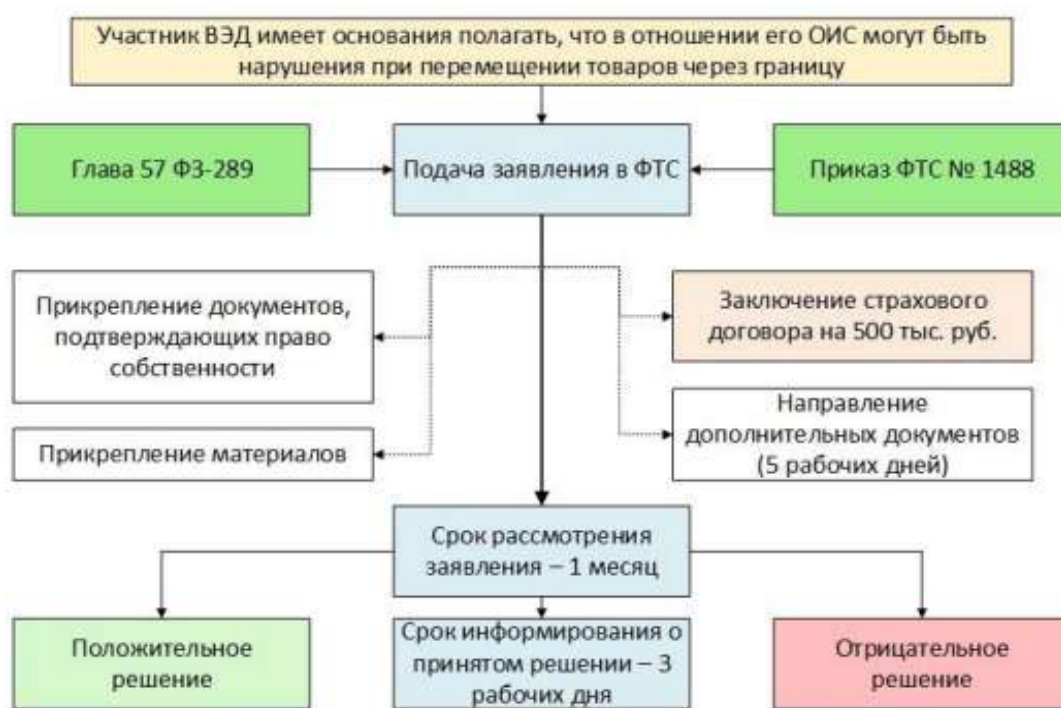 Участник ВЭД имеет основания полагать, что в отношении его ОИС могут быть
нарушения при перемещении товаров через границу
Глава 57 ФЗ-289
Подача заявления в ФТС
Приказ ФТС № 1488
Прикрепление документов,
подтверждающих право
собственности
Заключение страхового
договора на 500 тыс. руб.
Прикрепление материалов
Направление
дополнительных документов
(5 рабочих дней)
Срок рассмотрения
заявления – 1 месяц
Положительное
решение
Срок информирования о
принятом решении – 3
рабочих дня
Отрицательное
решение